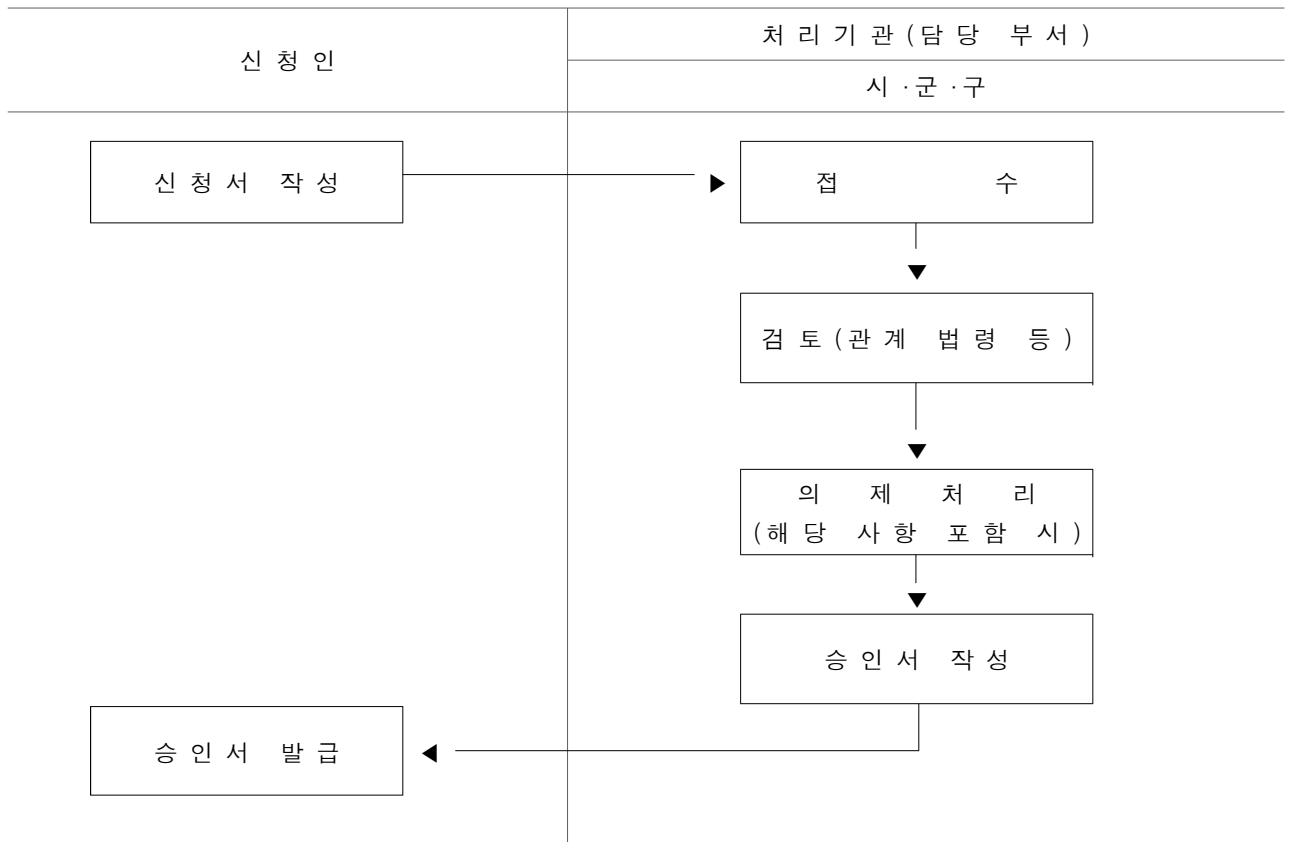 신청인
처리기관(담당 부서)
시·군·구
신청서 작성
접 수
검토(관계 법령 등)
의 제 처 리
(해당 사항 포함 시)
승인서 작성
승인서 발급